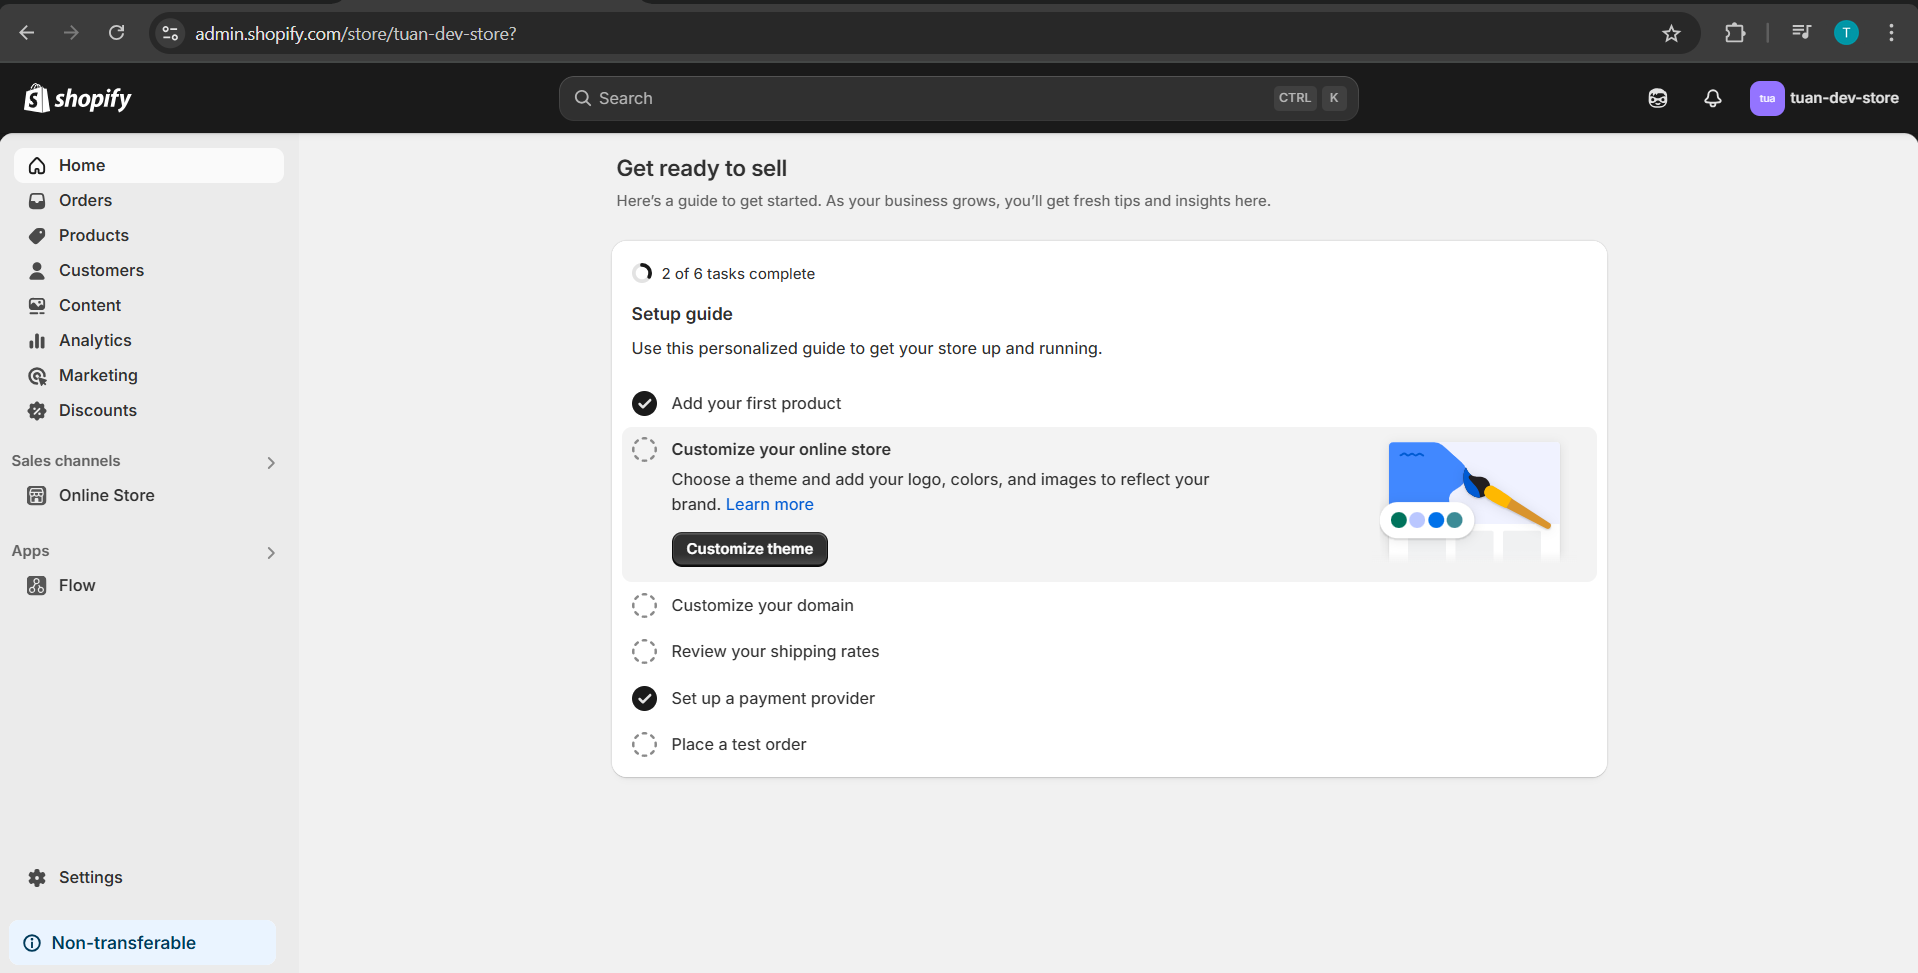 admin.shopify.com/store/tuan-dev-store?
T
shopify
Search
CTRL K
tua
tuan-dev-store
Home
Orders
Products
Customers
Content
Analytics
Marketing
Discounts
Sales channels
Online Store
Apps
Flow
Settings
Non-transferable
Get ready to sell
Here's a guide to get started. As your business grows, you'll get fresh tips and insights here.
2 of 6 tasks complete
Setup guide
Use this personalized guide to get your store up and running.
Add your first product
Customize your online store
Choose a theme and add your logo, colors, and images to reflect your
brand. Learn more
Customize theme
Customize your domain
Review your shipping rates
Set up a payment provider
Place a test order